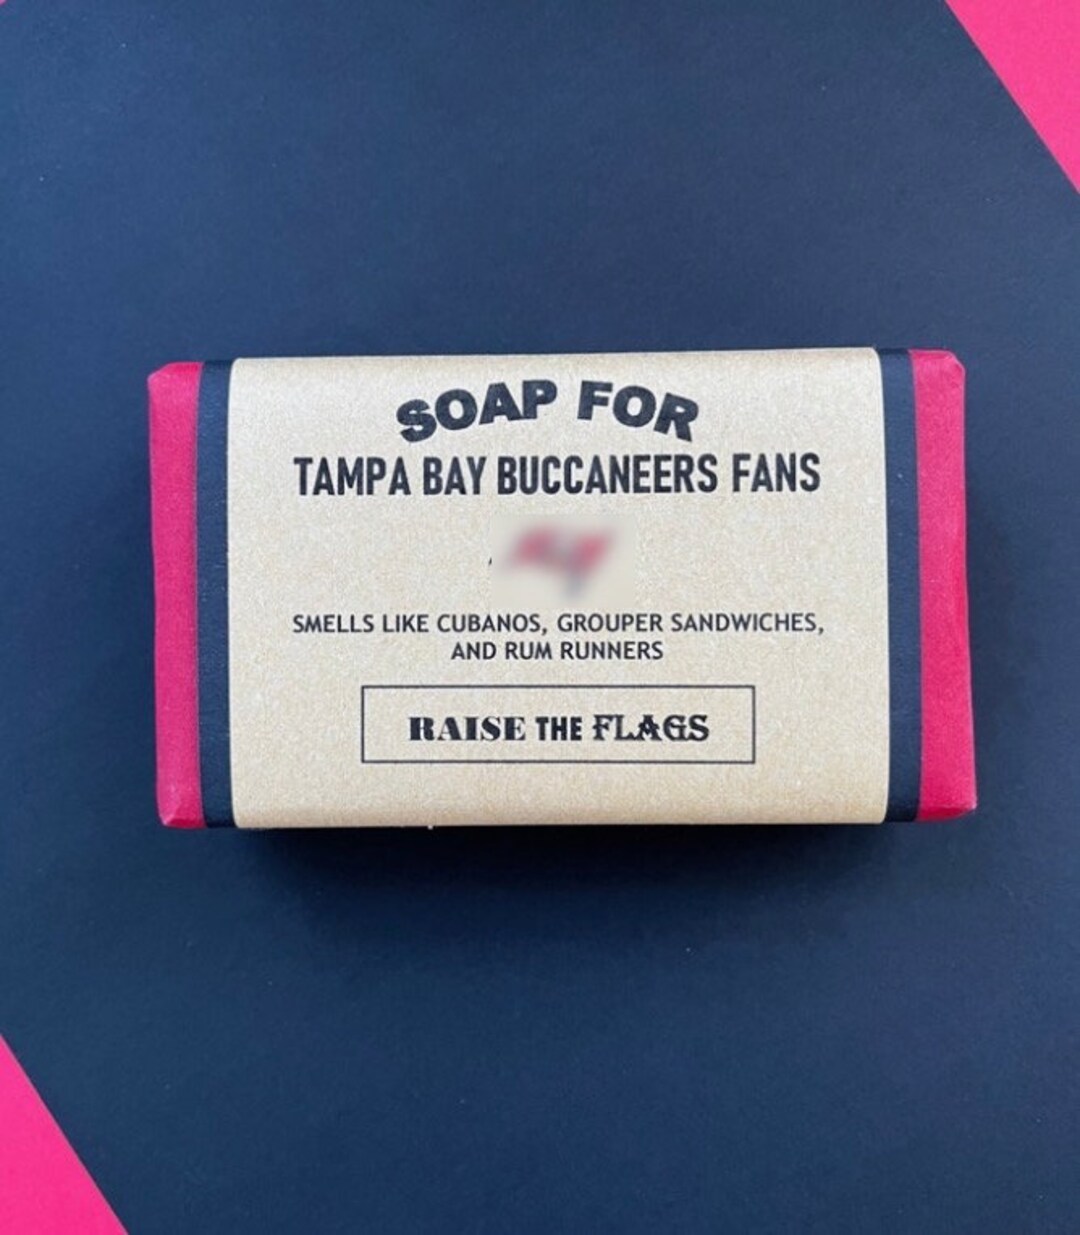 SOAP FOR
TAMPA BAY BUCCANEERS FANS
SMELLS LIKE CUBANOS, GROUPER SANDWICHES,
AND RUM RUNNERS
RAISE THE FLAGS